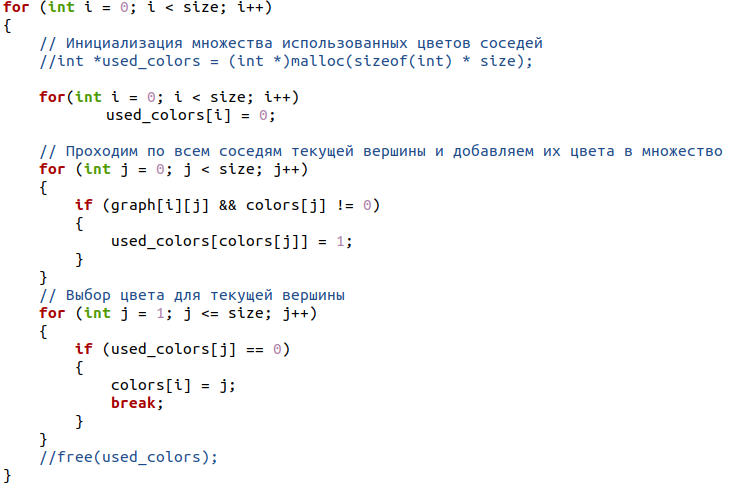 for (int i = 0; i < size; i++)
{
    // Инициализация множества использованных цветов соседей
    //int *used_colors = (int *)malloc(sizeof(int) * size);

    for(int i = 0; i < size; i++)
            used_colors[i] = 0;

    // Проходим по всем соседям текущей вершины и добавляем их цвета в множество
    for (int j = 0; j < size; j++)
    {
        if (graph[i][j] && colors[j] != 0)
        {
            used_colors[colors[j]] = 1;
        }
    }
    // Выбор цвета для текущей вершины
    for (int j = 1; j <= size; j++)
    {
        if (used_colors[j] == 0)
        {
            colors[i] = j;
            break;
        }
    }
    //free(used_colors);
}